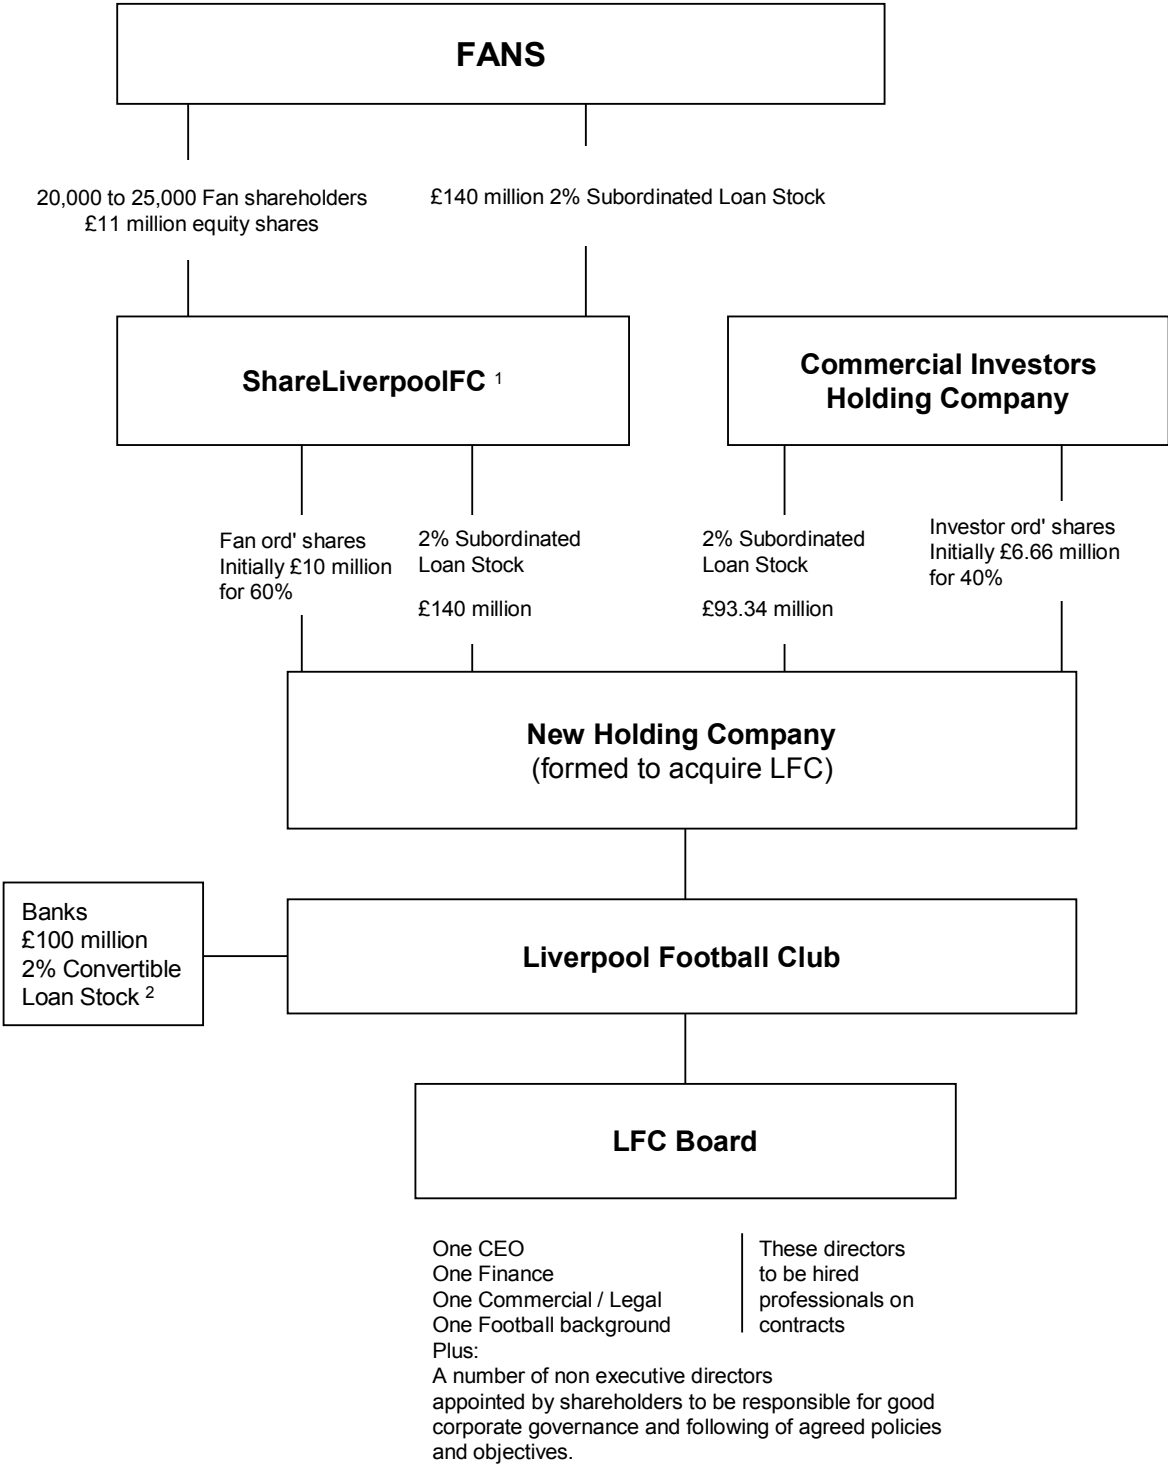 FANS
20,000 to 25,000 Fan shareholders
£11 million equity shares
£140 million 2% Subordinated Loan Stock
ShareLiverpoolFC 1
Commercial Investors
Holding Company
Fan ord' shares
Initially £10 million
for 60%
2% Subordinated
Loan Stock
£140 million
2% Subordinated
Loan Stock
£93.34 million
Investor ord' shares
Initially £6.66 million
for 40%
New Holding Company
(formed to acquire LFC)
Banks
£100 million
2% Convertible
Loan Stock 2
Liverpool Football Club
LFC Board
One CEO
One Finance
One Commercial / Legal
One Football background
These directors
to be hired
professionals on
contracts
Plus:
A number of non executive directors
appointed by shareholders to be responsible for good
corporate governance and following of agreed policies
and objectives.